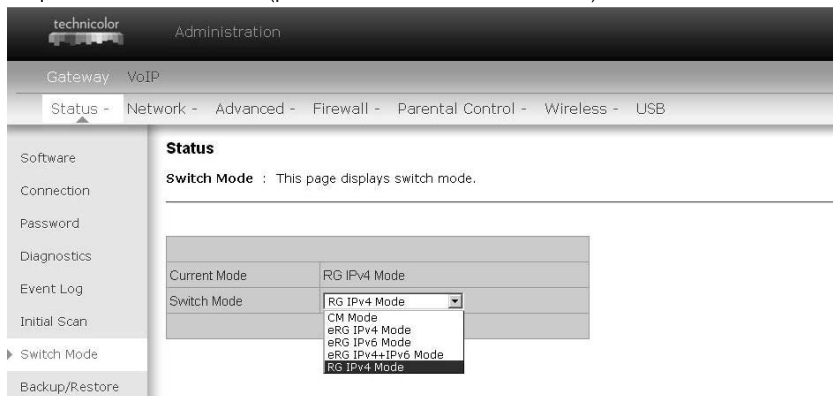 technicolor
Administration
Gateway VoIP
Status - Network - Advanced - Firewall - Parental Control - Wireless - USB
Software
Connection
Password
Diagnostics
Event Log
Initial Scan
Switch Mode
Backup/Restore
Status
Switch Mode : This page displays switch mode.
Current Mode RG IPv4 Mode
Switch Mode RG IPv4 Mode
CM Mode
eRG IPv4 Mode
eRG IPv6 Mode
eRG IPv4+IPv6 Mode
RG IPv4 Mode